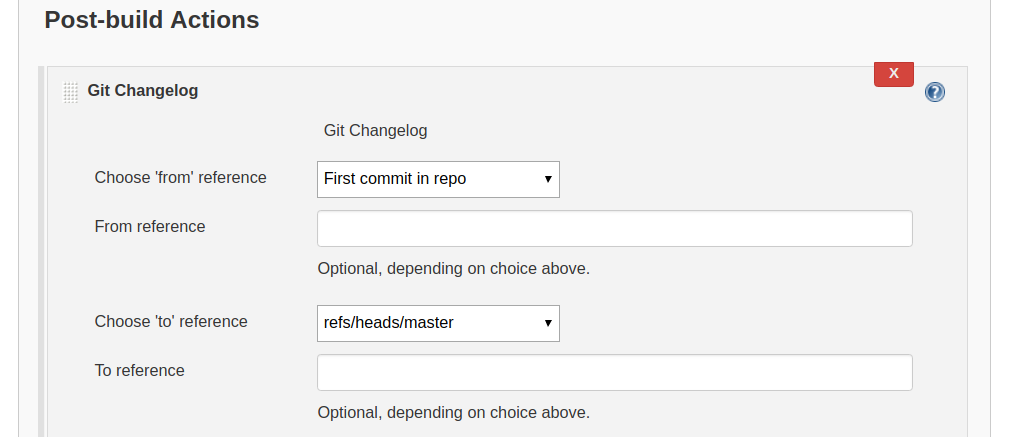 Post-build Actions
X
Git Changelog
?
Git Changelog
Choose 'from' reference
First commit in repo
From reference
Optional, depending on choice above.
Choose 'to' reference
refs/heads/master
To reference
Optional, depending on choice above.